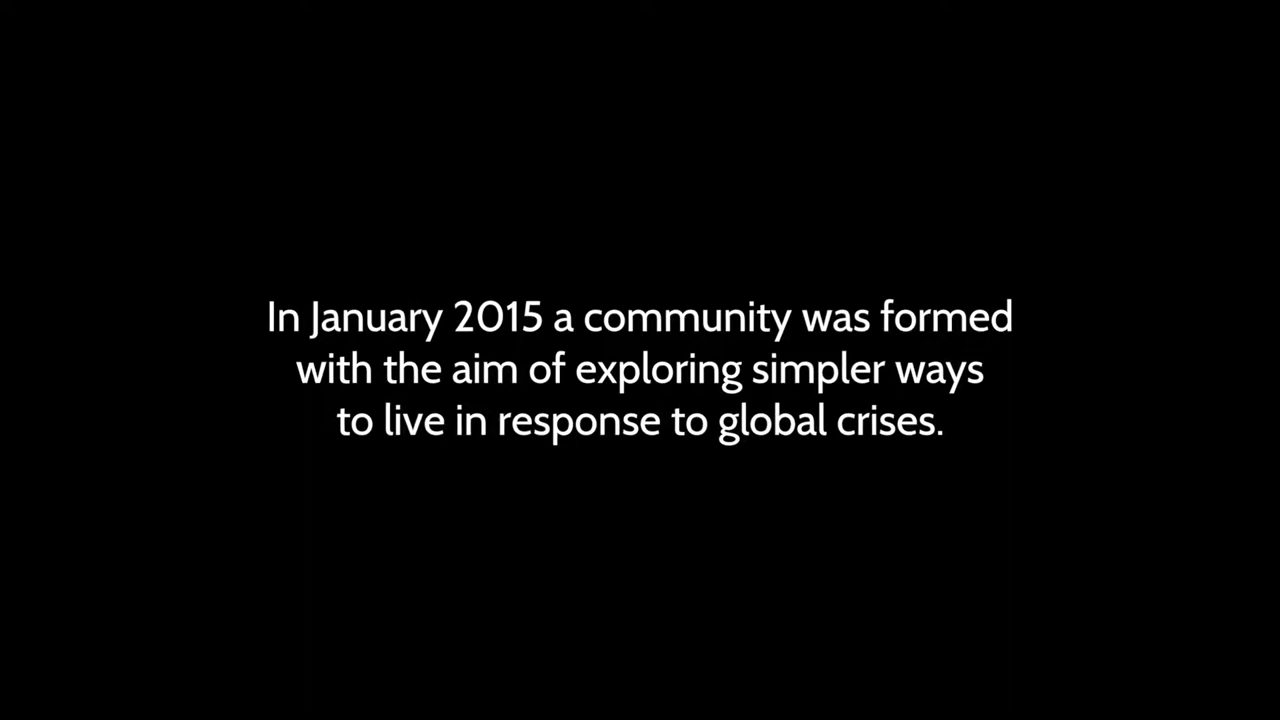 In January 2015 a community was formed
with the aim of exploring simpler ways
to live in response to global crises.